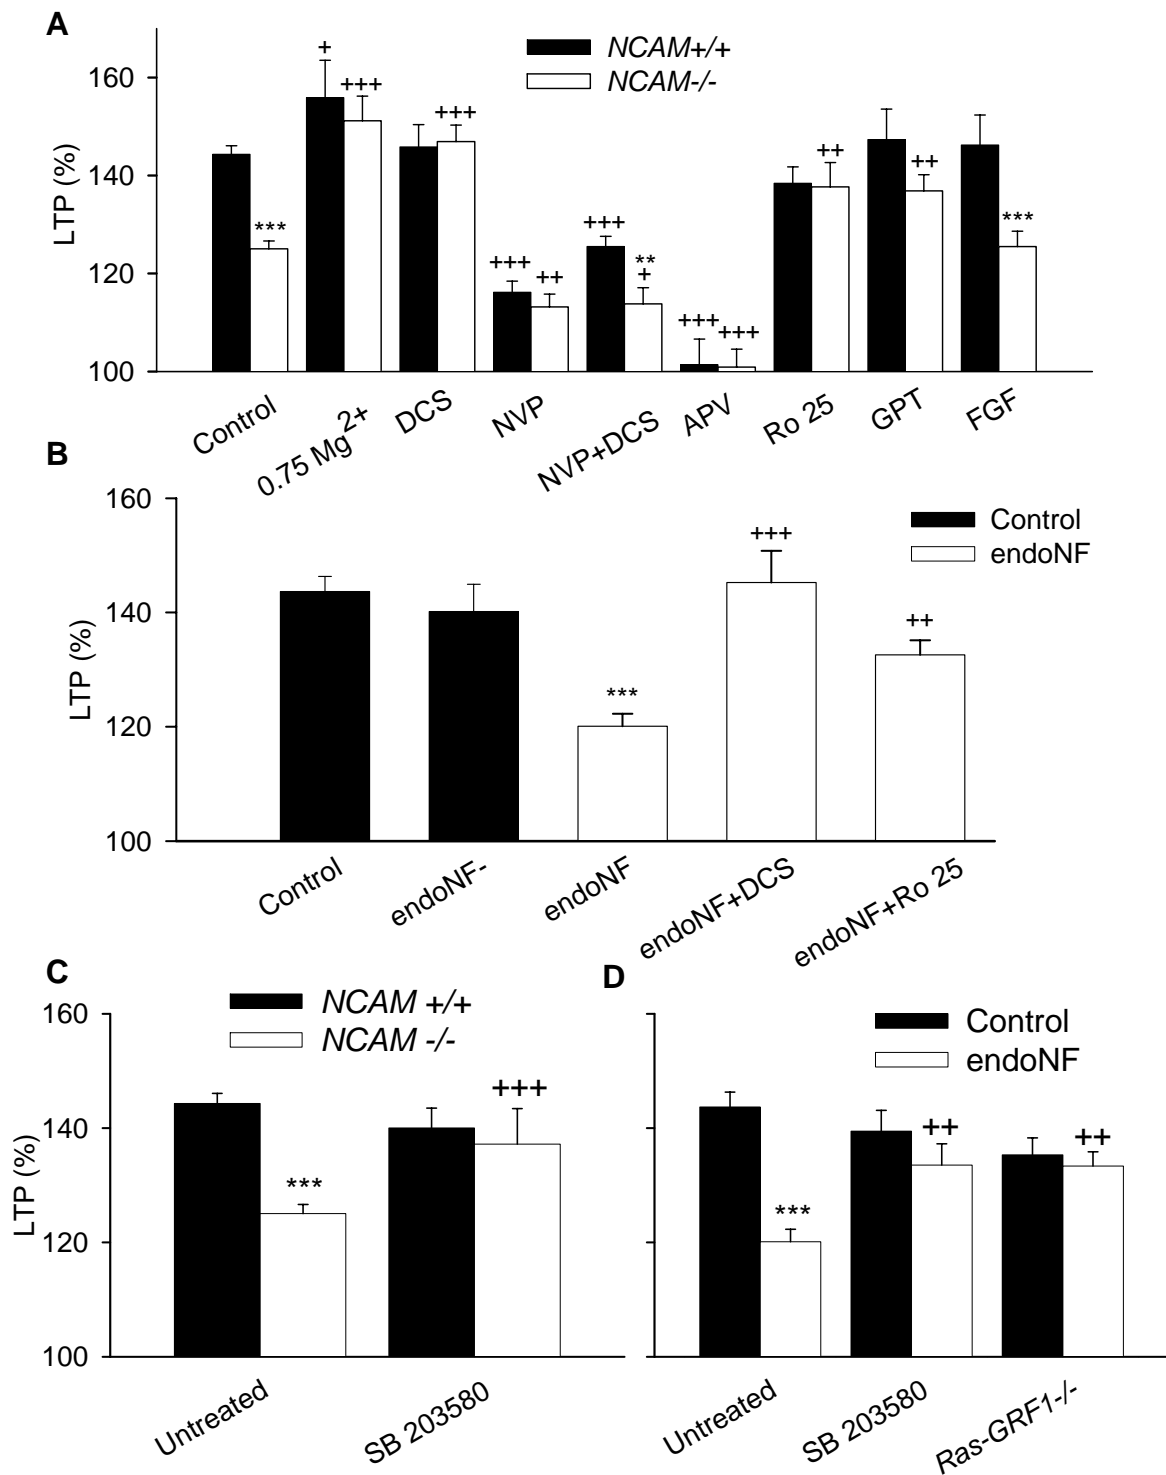 A
NCAM+/+
NCAM-/-
LTP (%)
160
140
120
100
+
+++
+++
***
+++
++
+++
**
+
+++
+++
++
++
***
Control
0.75 Mg2+
DCS
NVP
NVP+DCS
APV
Ro 25
GPT
FGF
B
Control
endoNF
LTP (%)
160
140
120
100
***
+++
++
Control
endoNF-
endoNF
endoNF+DCS
endoNF+Ro 25
C
NCAM +/+
NCAM -/-
LTP (%)
160
140
120
100
***
+++
Untreated
SB 203580
D
Control
endoNF
***
++
++
Untreated
SB 203580
Ras-GRF1-/-